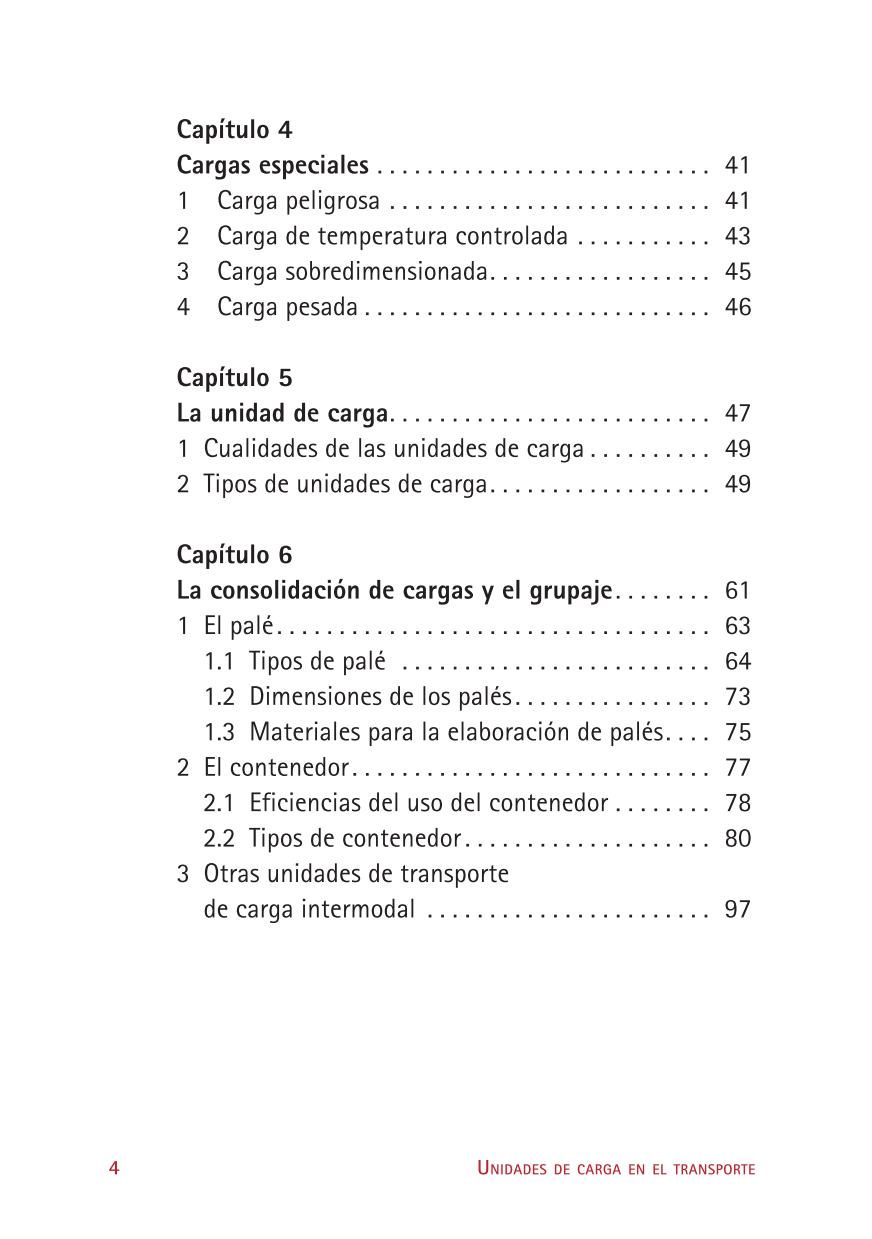 Capítulo 4
Cargas especiales . . . . . . . . . . . . . . . . . . . . . . . . . . . 41
1 Carga peligrosa . . . . . . . . . . . . . . . . . . . . . . . . . . 41
2 Carga de temperatura controlada . . . . . . . . . . . 43
3 Carga sobredimensionada. . . . . . . . . . . . . . . . . . 45
4 Carga pesada . . . . . . . . . . . . . . . . . . . . . . . . . . . . 46
Capítulo 5
La unidad de carga. . . . . . . . . . . . . . . . . . . . . . . . . . 47
1 Cualidades de las unidades de carga . . . . . . . . . . 49
2 Tipos de unidades de carga. . . . . . . . . . . . . . . . . . 49
Capítulo 6
La consolidación de cargas y el grupaje. . . . . . . . 61
1 El palé. . . . . . . . . . . . . . . . . . . . . . . . . . . . . . . . . . . 63
1.1 Tipos de palé . . . . . . . . . . . . . . . . . . . . . . . . . 64
1.2 Dimensiones de los palés. . . . . . . . . . . . . . . . 73
1.3 Materiales para la elaboración de palés. . . . 75
2 El contenedor. . . . . . . . . . . . . . . . . . . . . . . . . . . . . 77
2.1 Eficiencias del uso del contenedor . . . . . . . . 78
2.2 Tipos de contenedor. . . . . . . . . . . . . . . . . . . . 80
3 Otras unidades de transporte
de carga intermodal . . . . . . . . . . . . . . . . . . . . . . . 97
4 UNIDADES DE CARGA EN EL TRANSPORTE